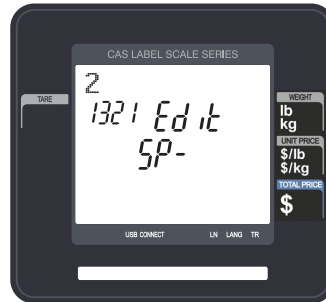 CAS LABEL SCALE SERIES
2
TARE
1321 Edit
SP-
WEIGHT
lb
kg
UNIT PRICE
$/lb
$/kg
TOTAL PRICE
$
USB CONNECT LN LANG TR